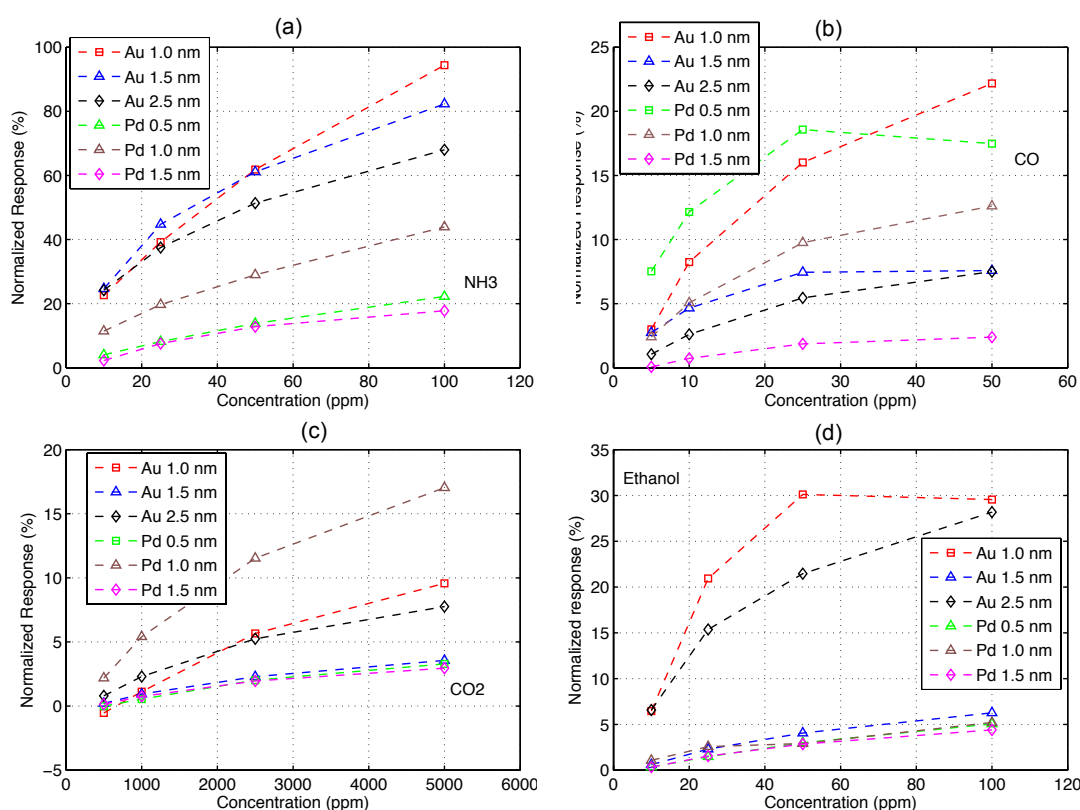 (a)
Normalized Response (%)
100
80
60
40
20
0
Au 1.0 nm
Au 1.5 nm
Au 2.5 nm
Pd 0.5 nm
Pd 1.0 nm
Pd 1.5 nm
NH3
0 20 40 60 80 100 120
Concentration (ppm)
(b)
Normalized Response (%)
25
20
15
10
5
0
Au 1.0 nm
Au 1.5 nm
Au 2.5 nm
Pd 0.5 nm
Pd 1.0 nm
Pd 1.5 nm
CO
0 10 20 30 40 50 60
Concentration (ppm)
(c)
Normalized Response (%)
20
15
10
5
0
−5
Au 1.0 nm
Au 1.5 nm
Au 2.5 nm
Pd 0.5 nm
Pd 1.0 nm
Pd 1.5 nm
CO2
0 1000 2000 3000 4000 5000 6000
Concentration (ppm)
(d)
Normalized response (%)
35
30
25
20
15
10
5
0
Ethanol
Au 1.0 nm
Au 1.5 nm
Au 2.5 nm
Pd 0.5 nm
Pd 1.0 nm
Pd 1.5 nm
0 20 40 60 80 100 120
Concentration (ppm)